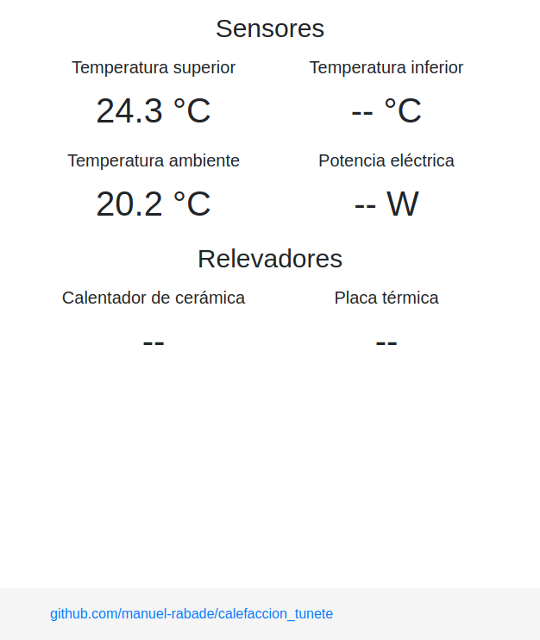 Sensores
Temperatura superior
Temperatura inferior
24.3 °C
-- °C
Temperatura ambiente
Potencia eléctrica
20.2 °C
-- W
Relevadores
Calentador de cerámica
Placa térmica
--
--
github.com/manuel-rabade/calefaccion_tunete